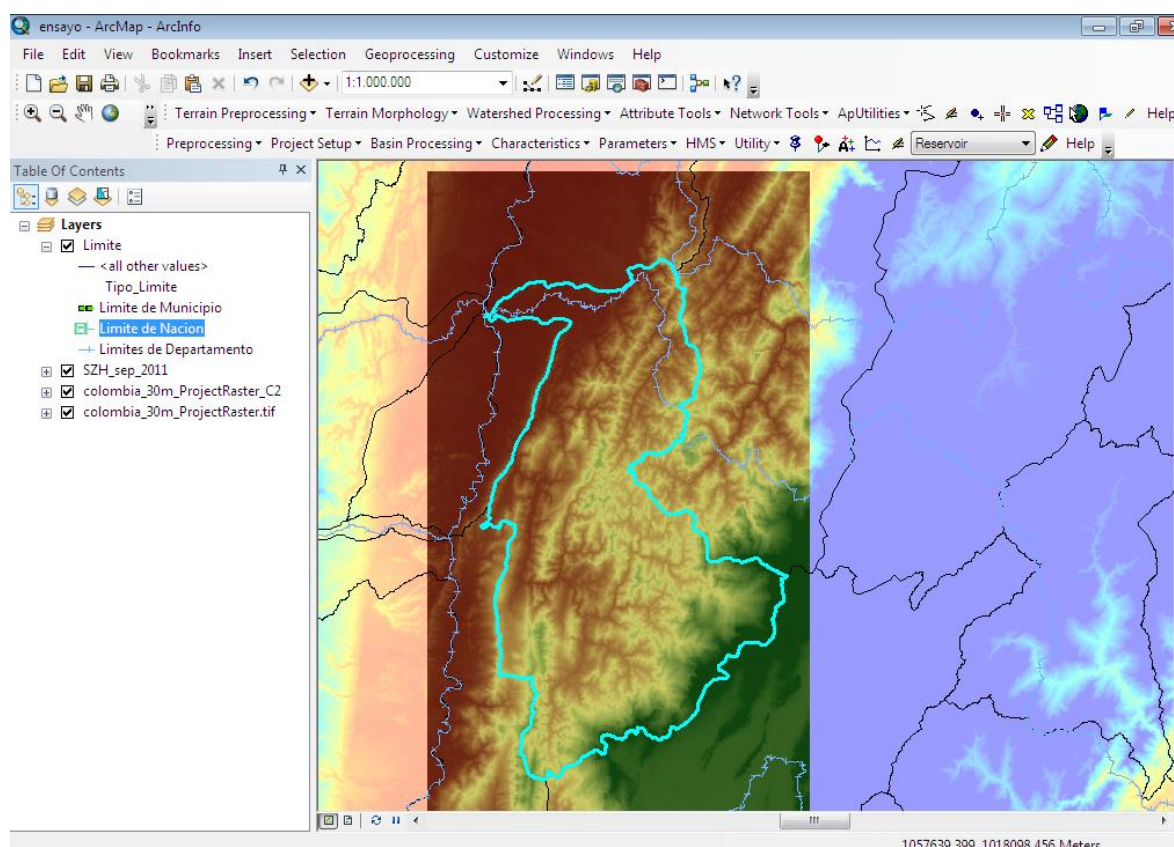 ensayo - ArcMap - ArcInfo
File Edit View Bookmarks Insert Selection Geoprocessing Customize Windows Help
1:1.000.000
Terrain Preprocessing Terrain Morphology Watershed Processing Attribute Tools Network Tools ApUtilities Help
Preprocessing Project Setup Basin Processing Characteristics Parameters HMS Utility Reservoir Help
Table Of Contents
Layers
Limite
<all other values>
Tipo_Limite
Limite de Municipio
Limite de Nacion
Limites de Departamento
SZH_sep_2011
colombia_30m_ProjectRaster_C2
colombia_30m_ProjectRaster.tif
1057639,399 1018098,456 Meters